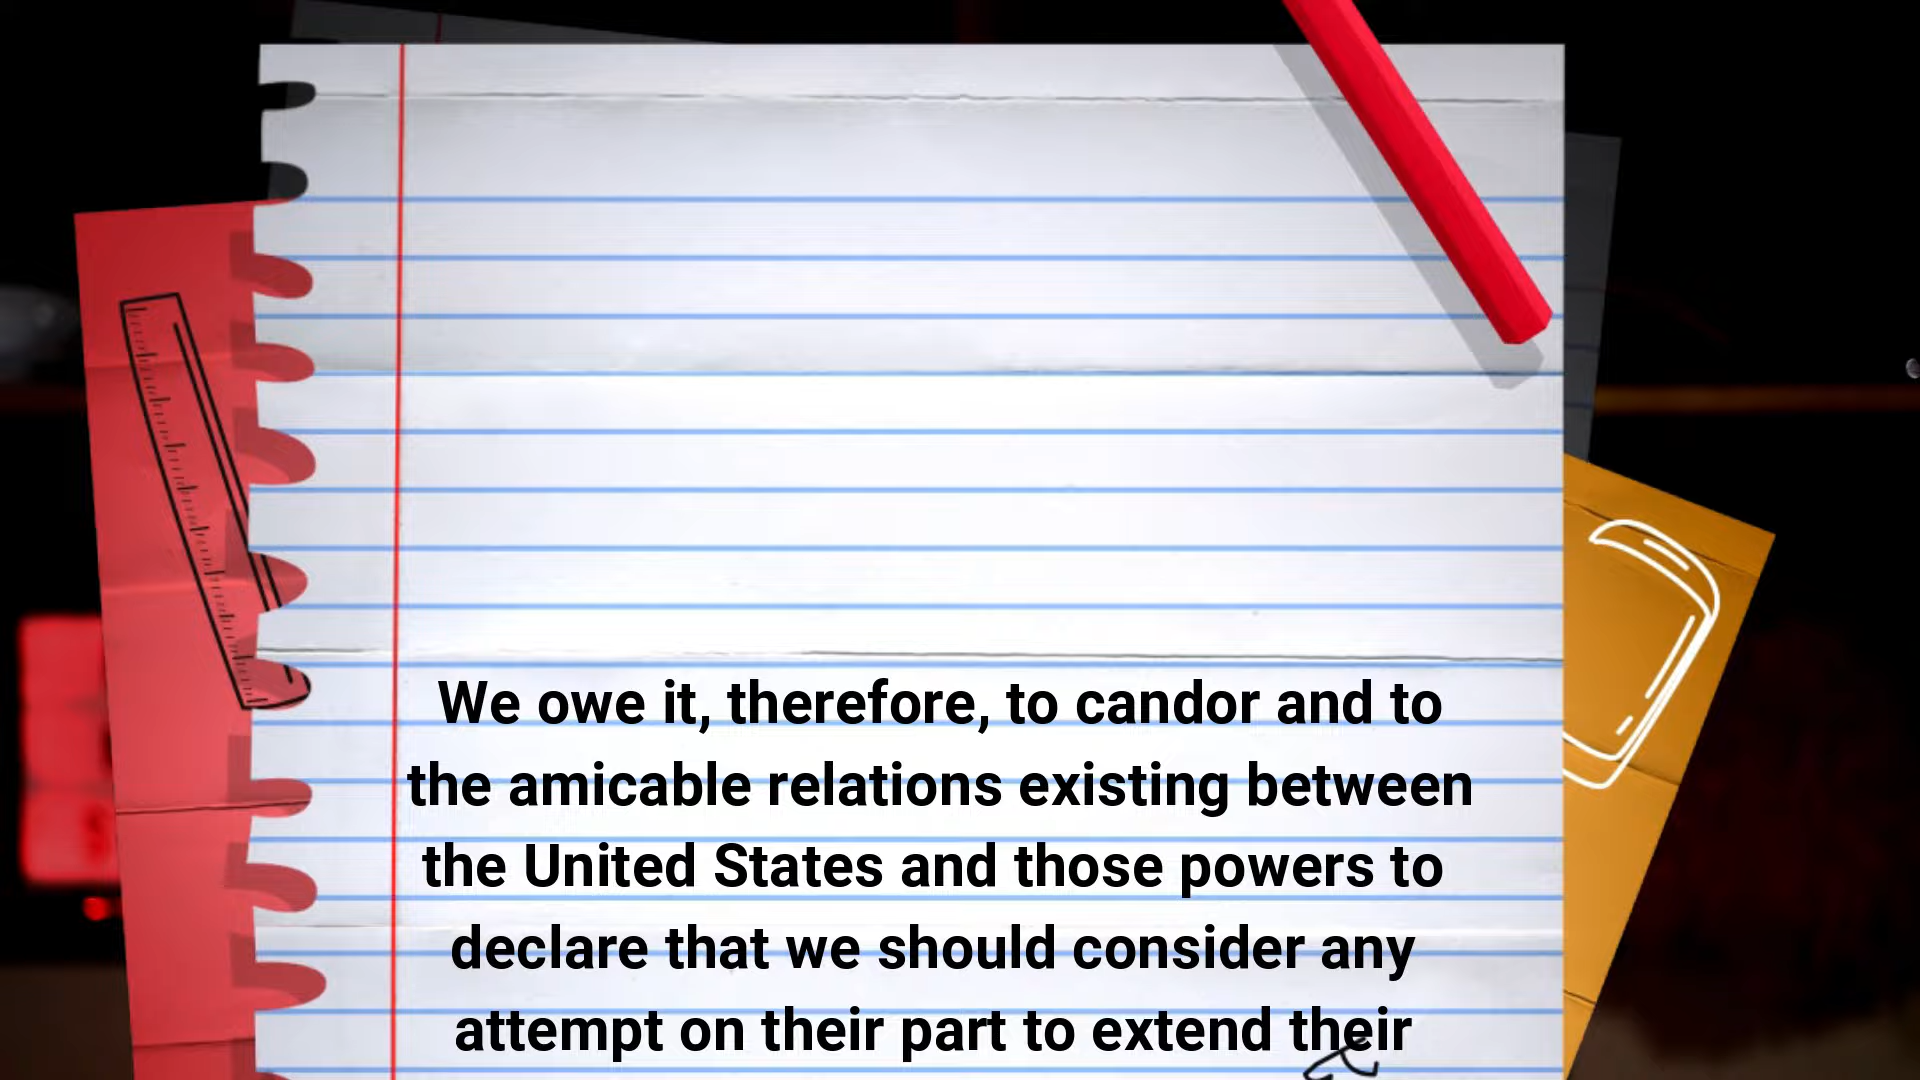 We owe it, therefore, to candor and to
the amicable relations existing between
the United States and those powers to
declare that we should consider any
attempt on their part to extend their